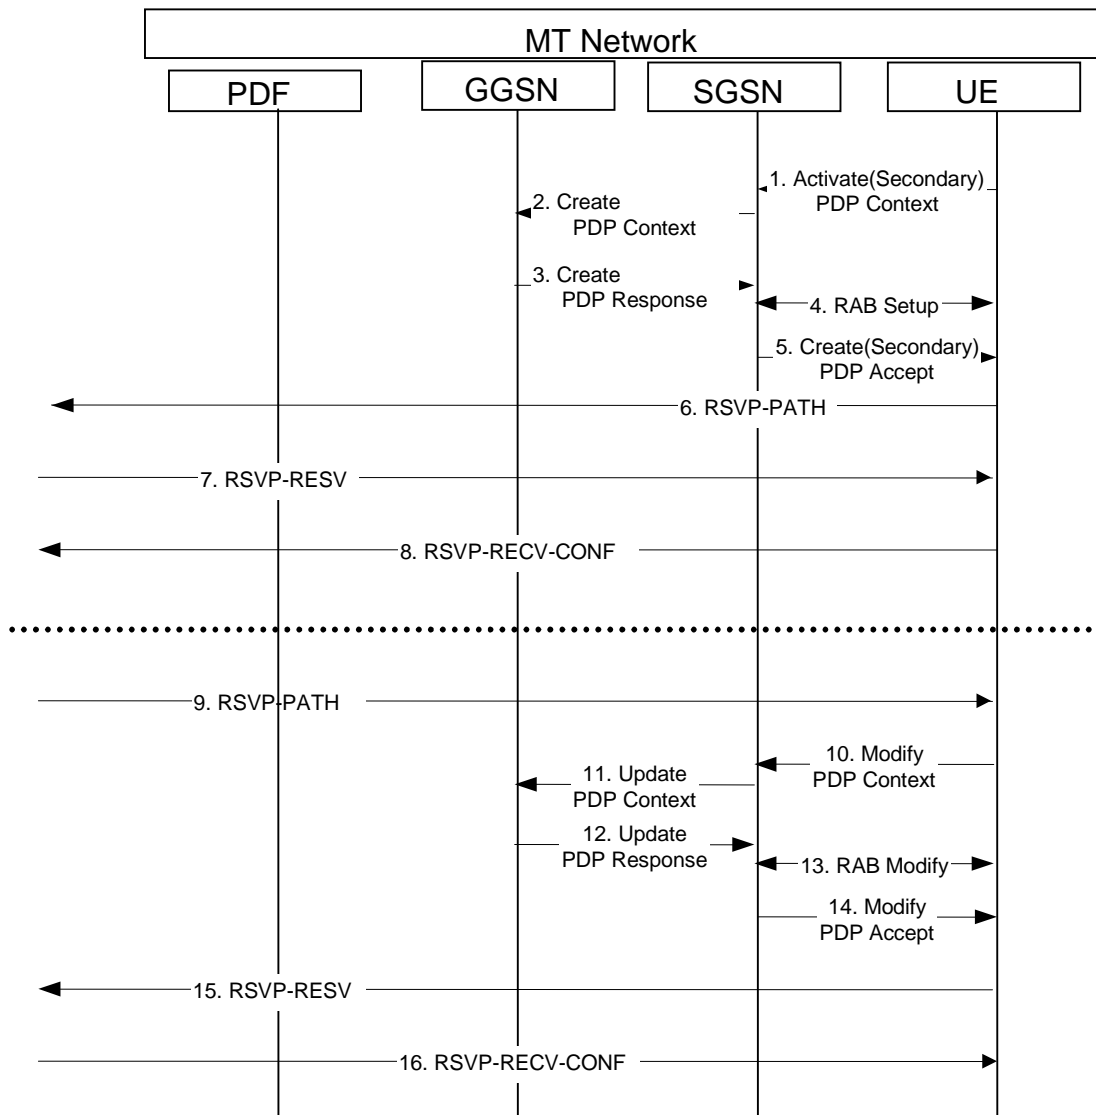 MT Network
PDF
GGSN
SGSN
UE
1. Activate(Secondary)
PDP Context
2. Create
PDP Context
3. Create
PDP Response
4. RAB Setup
5. Create(Secondary)
PDP Accept
6. RSVP-PATH
7. RSVP-RESV
8. RSVP-RECV-CONF
9. RSVP-PATH
10. Modify
PDP Context
11. Update
PDP Context
12. Update
PDP Response
13. RAB Modify
14. Modify
PDP Accept
15. RSVP-RESV
16. RSVP-RECV-CONF